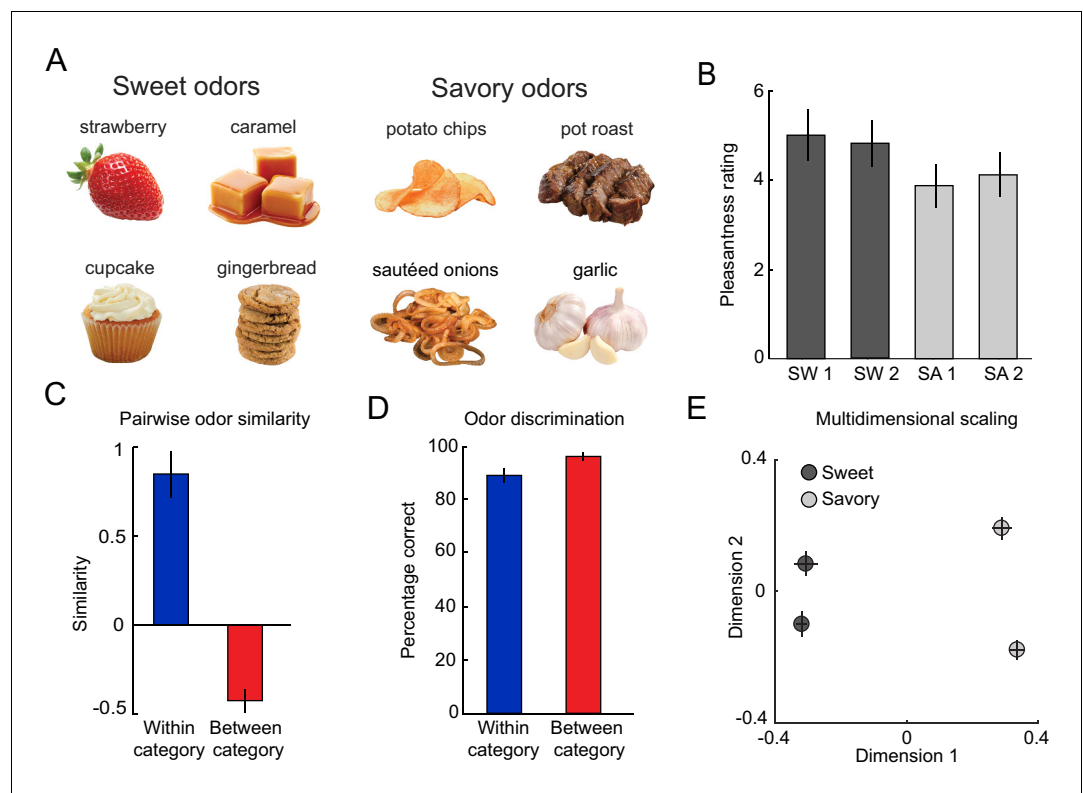 A
Sweet odors
Savory odors
strawberry
caramel
potato chips
pot roast
cupcake
gingerbread
sautéed onions
garlic
B
Pleasantness rating
6
4
2
0
SW 1
SW 2
SA 1
SA 2
C
Pairwise odor similarity
Similarity
1
0.5
0
-0.5
Within
category
Between
category
D
Odor discrimination
Percentage correct
100
80
60
40
20
0
Within
category
Between
category
E
Multidimensional scaling
Sweet
Savory
Dimension 2
0.4
0
-0.4
-0.4
0
0.4
Dimension 1